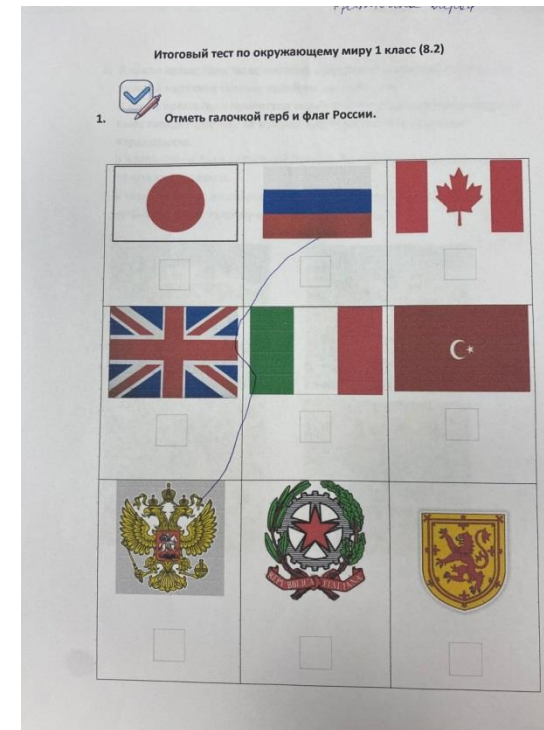 Итоговый тест по окружающему миру 1 класс (8.2)
1. Отметь галочкой герб и флаг России.
REPUBBLICA ITALIANA